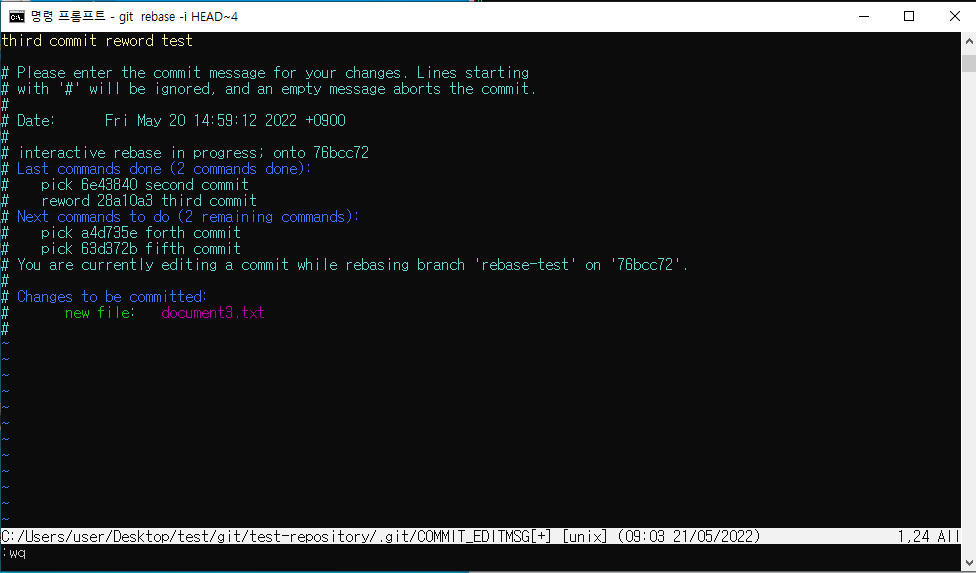 명령 프롬프트 - git rebase -i HEAD~4
third commit reword test
# Please enter the commit message for your changes. Lines starting
# with '#' will be ignored, and an empty message aborts the commit.
#
# Date:      Fri May 20 14:59:12 2022 +0900
#
# interactive rebase in progress; onto 76bcc72
# Last commands done (2 commands done):
#    pick 6e43840 second commit
#    reword 28a10a3 third commit
# Next commands to do (2 remaining commands):
#    pick a4d735e forth commit
#    pick 63d372b fifth commit
# You are currently editing a commit while rebasing branch 'rebase-test' on '76bcc72'.
#
# Changes to be committed:
#       new file:   document3.txt
#
~
~
~
~
~
~
~
~
~
~
~
~
C:/Users/user/Desktop/test/git/test-repository/.git/COMMIT_EDITMSG[+] [unix] (09:03 21/05/2022) 1,24 All
:wq